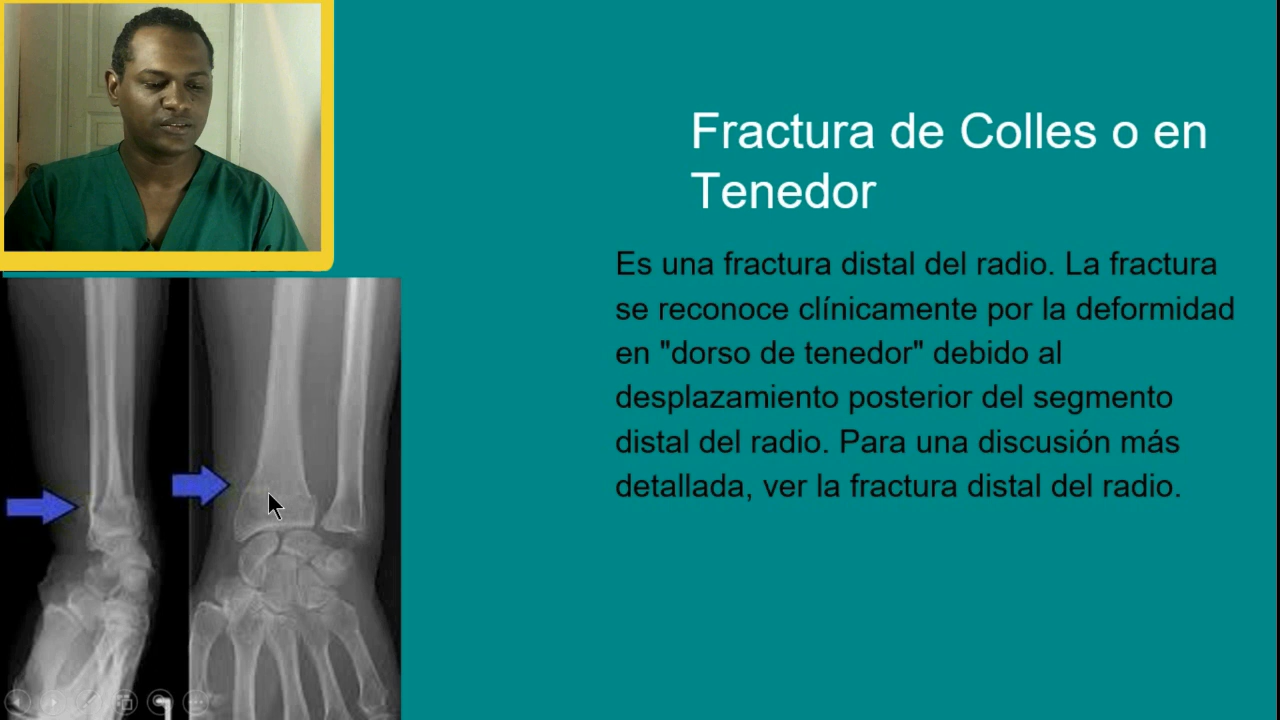 Fractura de Colles o en
Tenedor
Es una fractura distal del radio. La fractura
se reconoce clínicamente por la deformidad
en "dorso de tenedor" debido al
desplazamiento posterior del segmento
distal del radio. Para una discusión más
detallada, ver la fractura distal del radio.